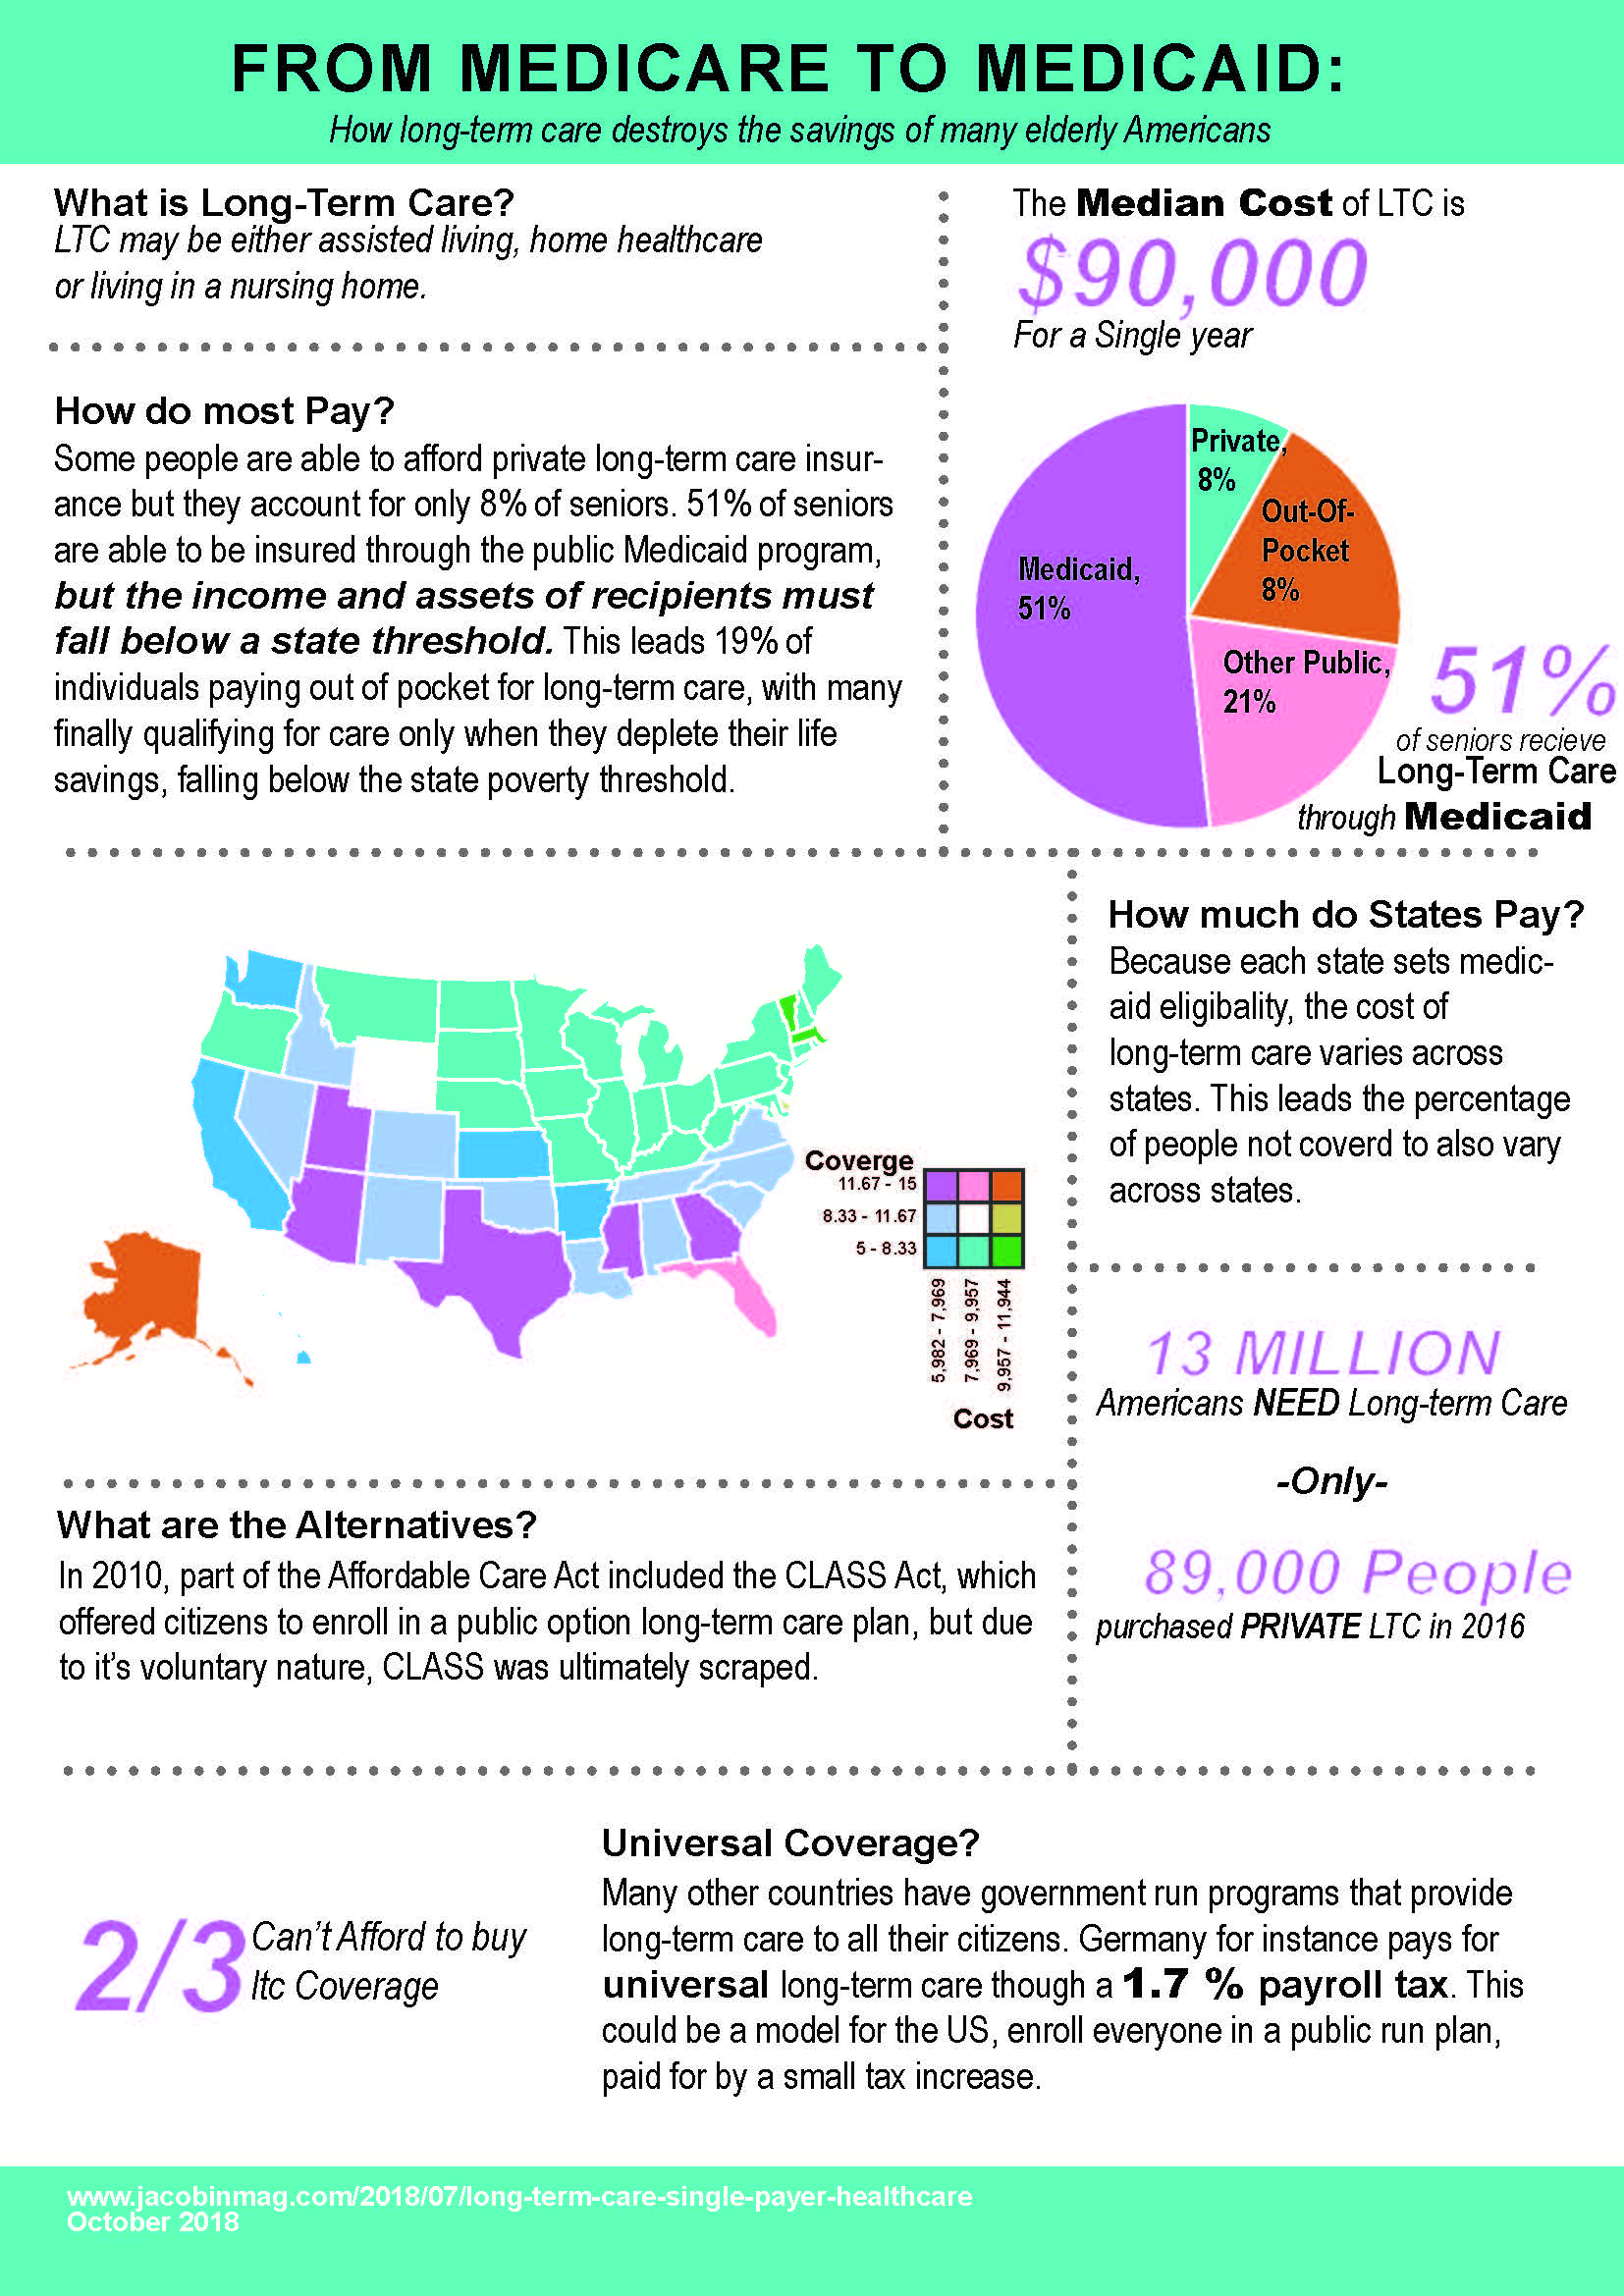 FROM MEDICARE TO MEDICAID:
How long-term care destroys the savings of many elderly Americans
What is Long-Term Care?
LTC may be either assisted living, home healthcare
or living in a nursing home.
The Median Cost of LTC is
$90,000
For a Single year
How do most Pay?
Some people are able to afford private long-term care insur-
ance but they account for only 8% of seniors. 51% of seniors
are able to be insured through the public Medicaid program,
but the income and assets of recipients must
fall below a state threshold. This leads 19% of
individuals paying out of pocket for long-term care, with many
finally qualifying for care only when they deplete their life
savings, falling below the state poverty threshold.
Private,
8%
Out-Of-
Pocket
8%
Medicaid,
51%
Other Public,
21%
51%
of seniors recieve
Long-Term Care
through Medicaid
How much do States Pay?
Because each state sets medic-
aid eligibality, the cost of
long-term care varies across
states. This leads the percentage
of people not coverd to also vary
across states.
Coverge
11.67 - 15
8.33 - 11.67
5 - 8.33
5,982 - 7,969
7,969 - 9,957
9,957 - 11,944
Cost
13 MILLION
Americans NEED Long-term Care
-Only-
89,000 People
purchased PRIVATE LTC in 2016
What are the Alternatives?
In 2010, part of the Affordable Care Act included the CLASS Act, which
offered citizens to enroll in a public option long-term care plan, but due
to it's voluntary nature, CLASS was ultimately scraped.
2/3
Can't Afford to buy
ltc Coverage
Universal Coverage?
Many other countries have government run programs that provide
long-term care to all their citizens. Germany for instance pays for
universal long-term care though a 1.7 % payroll tax. This
could be a model for the US, enroll everyone in a public run plan,
paid for by a small tax increase.
www.jacobinmag.com/2018/07/long-term-care-single-payer-healthcare
October 2018